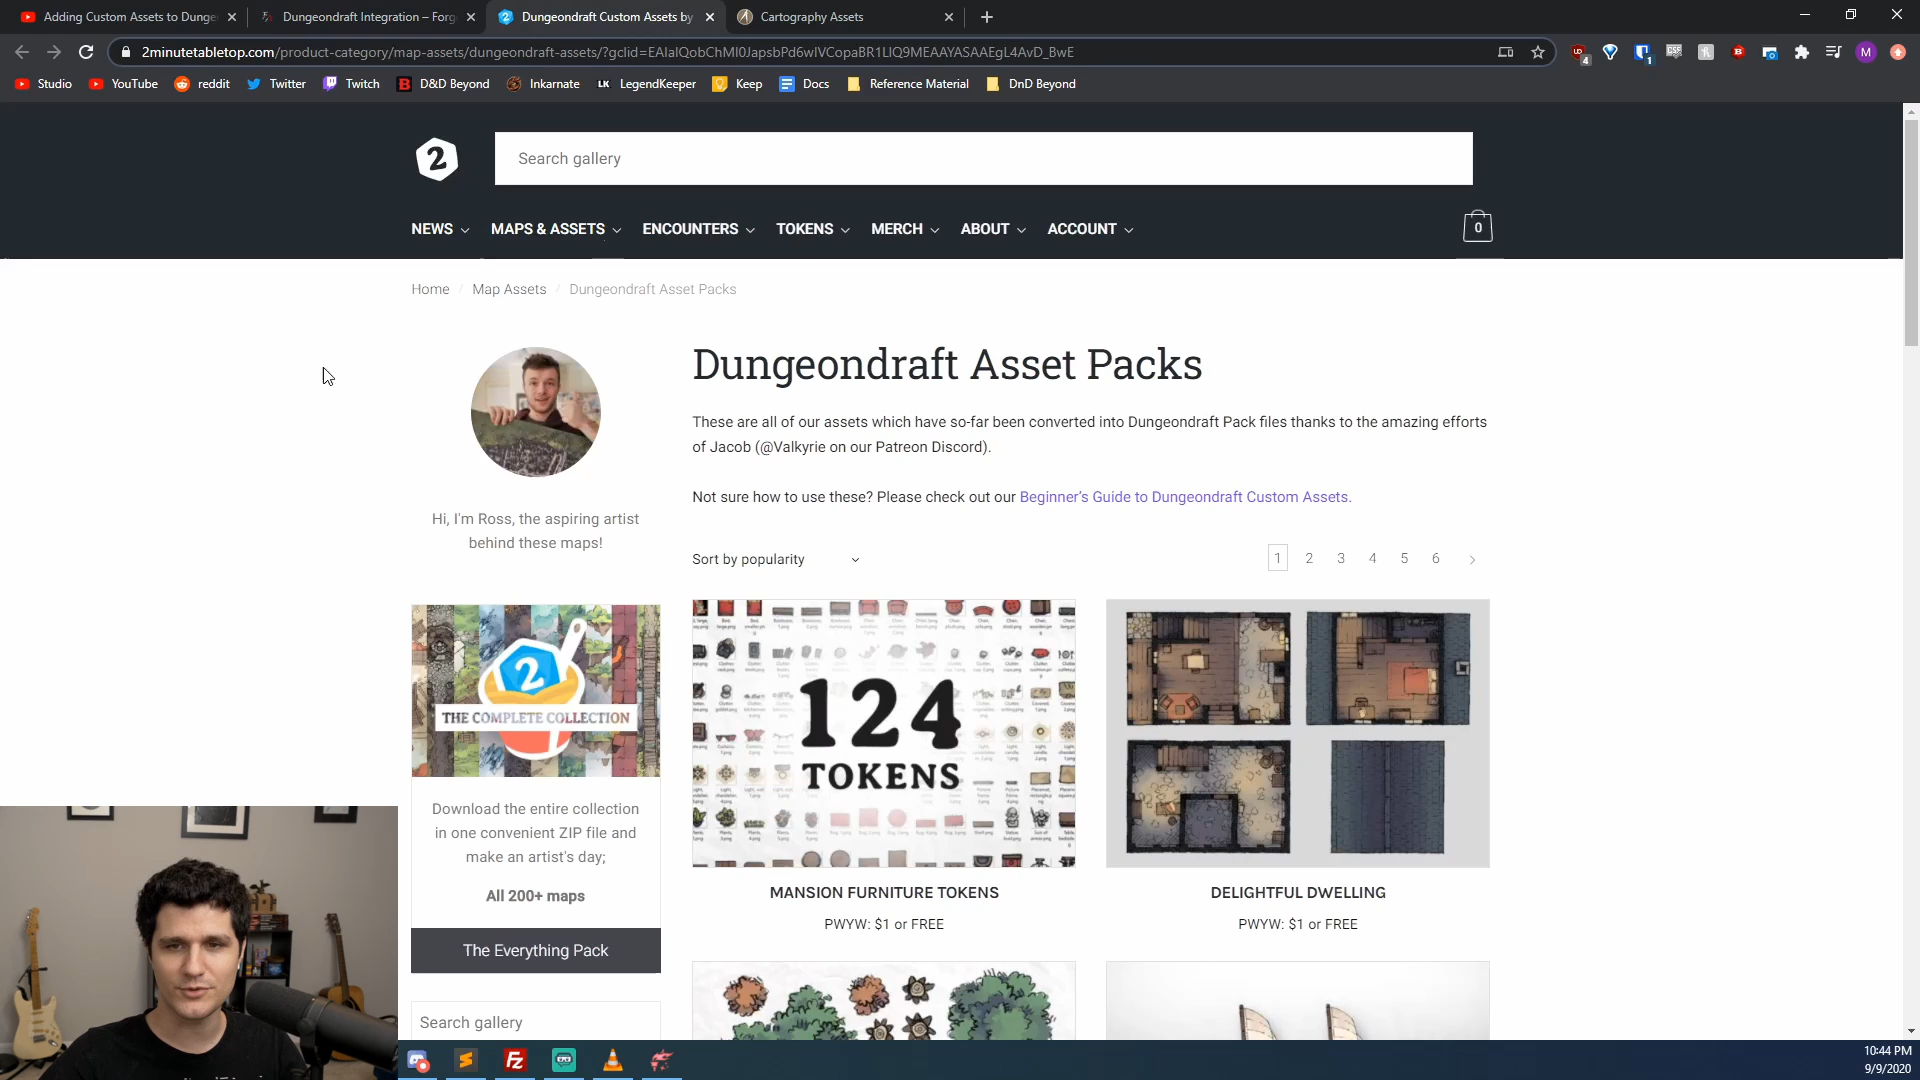 Adding Custom Assets to Dunge
Dungeondraft Integration – Forg
Dungeondraft Custom Assets by
Cartography Assets
2minutetabletop.com/product-category/map-assets/dungeondraft-assets/?gclid=EAIaIQobChMI0JapsbPd6wIVCopaBR1LIQ9MEAAYASAAEgL4AvD_BwE
Studio
YouTube
reddit
Twitter
Twitch
D&D Beyond
Inkarnate
LK LegendKeeper
Keep
Docs
Reference Material
DnD Beyond
2
Search gallery
NEWS
MAPS & ASSETS
ENCOUNTERS
TOKENS
MERCH
ABOUT
ACCOUNT
0
Home / Map Assets / Dungeondraft Asset Packs
Dungeondraft Asset Packs
These are all of our assets which have so-far been converted into Dungeondraft Pack files thanks to the amazing efforts
of Jacob (@Valkyrie on our Patreon Discord).
Not sure how to use these? Please check out our Beginner's Guide to Dungeondraft Custom Assets.
Hi, I'm Ross, the aspiring artist
behind these maps!
Sort by popularity
1 2 3 4 5 6
2
THE COMPLETE COLLECTION
Download the entire collection
in one convenient ZIP file and
make an artist's day;
All 200+ maps
The Everything Pack
Search gallery
124
TOKENS
MANSION FURNITURE TOKENS
PWYW: $1 or FREE
DELIGHTFUL DWELLING
PWYW: $1 or FREE
10:44 PM
9/9/2020